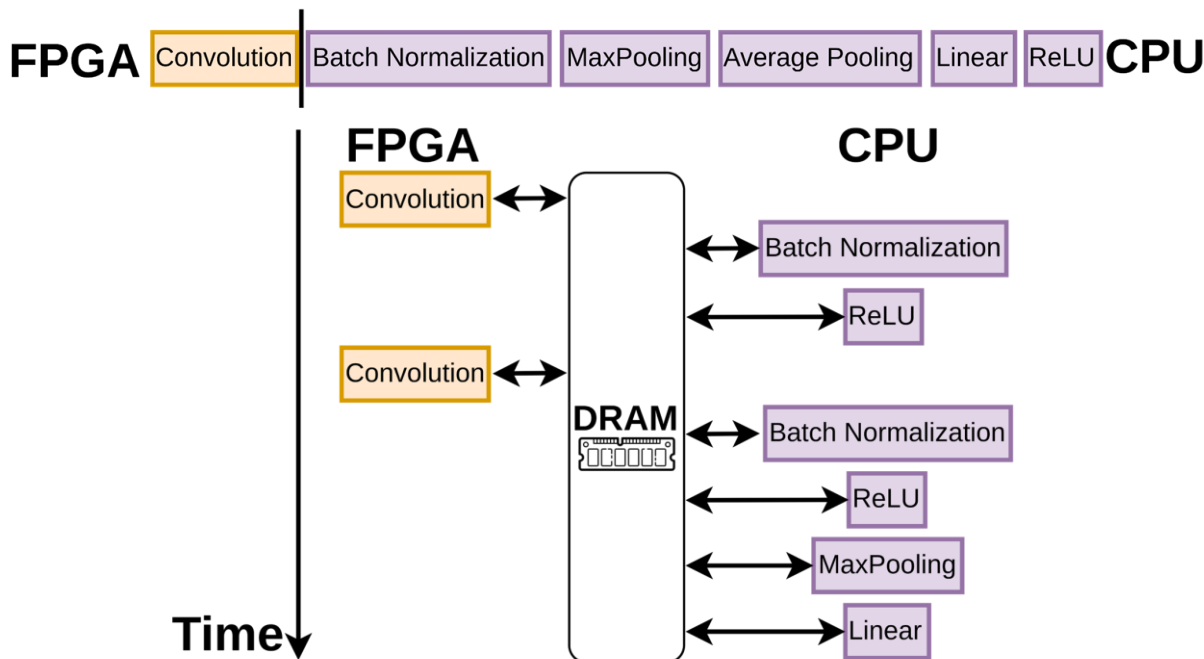 FPGA Convolution Batch Normalization MaxPooling Average Pooling Linear ReLU CPU
FPGA CPU
Convolution
Batch Normalization
ReLU
Convolution
DRAM
Batch Normalization
ReLU
MaxPooling
Linear
Time